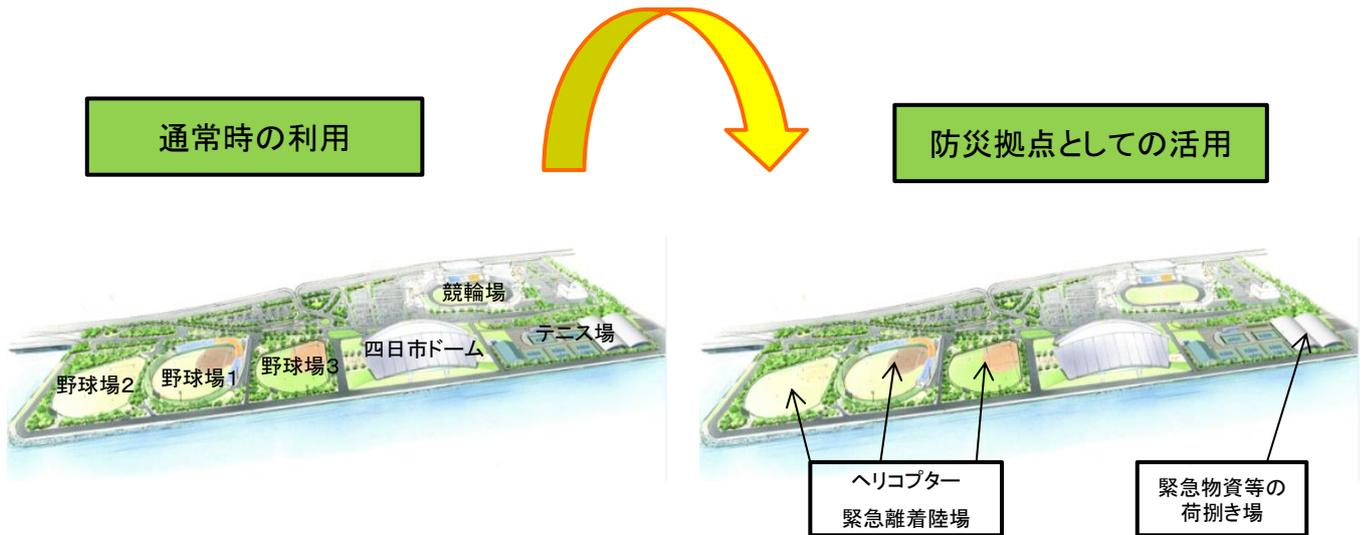 通常時の利用
防災拠点としての活用
競輪場
テニス場
四日市ドーム
野球場3
野球場1
野球場2
ヘリコプター
緊急離着陸場
緊急物資等の
荷捌き場